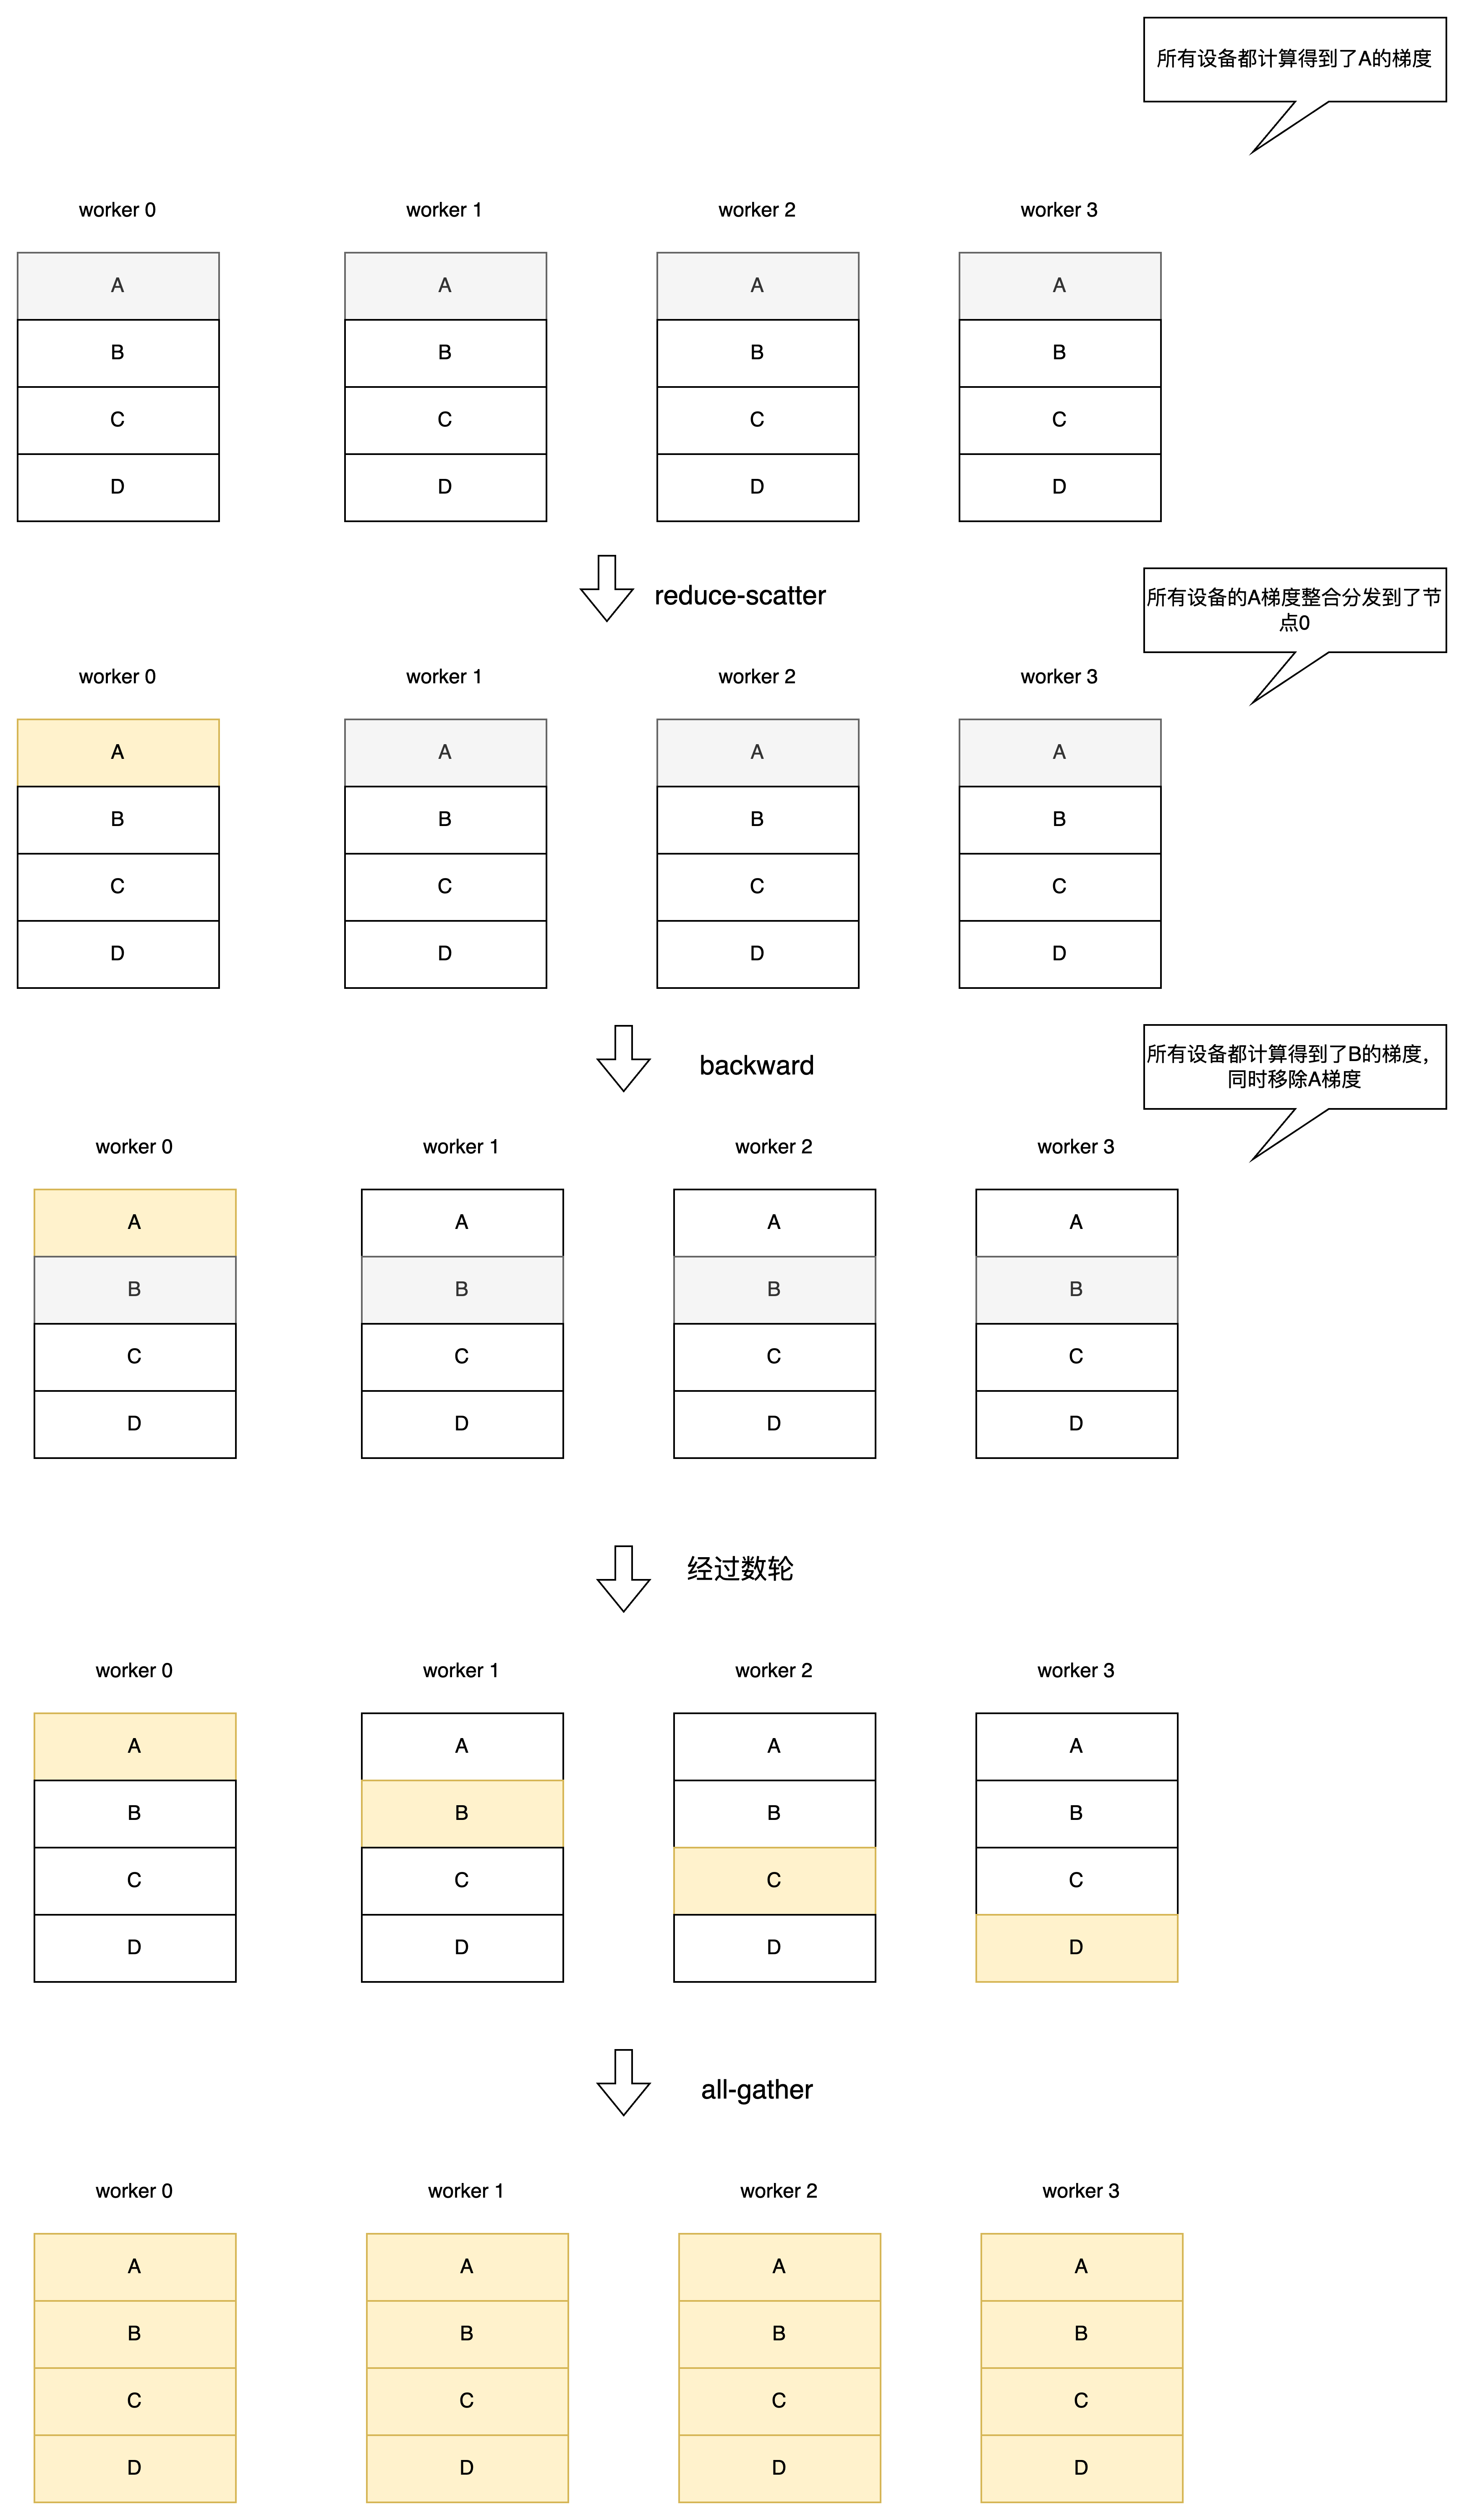 所有设备都计算得到了A的梯度
worker 0 worker 1 worker 2 worker 3
A A A A
B B B B
C C C C
D D D D
reduce-scatter
所有设备的A梯度整合分发到了节
点0
worker 0 worker 1 worker 2 worker 3
A A A A
B B B B
C C C C
D D D D
backward
所有设备都计算得到了B的梯度，
同时移除A梯度
worker 0 worker 1 worker 2 worker 3
A A A A
B B B B
C C C C
D D D D
经过数轮
worker 0 worker 1 worker 2 worker 3
A A A A
B B B B
C C C C
D D D D
all-gather
worker 0 worker 1 worker 2 worker 3
A A A A
B B B B
C C C C
D D D D